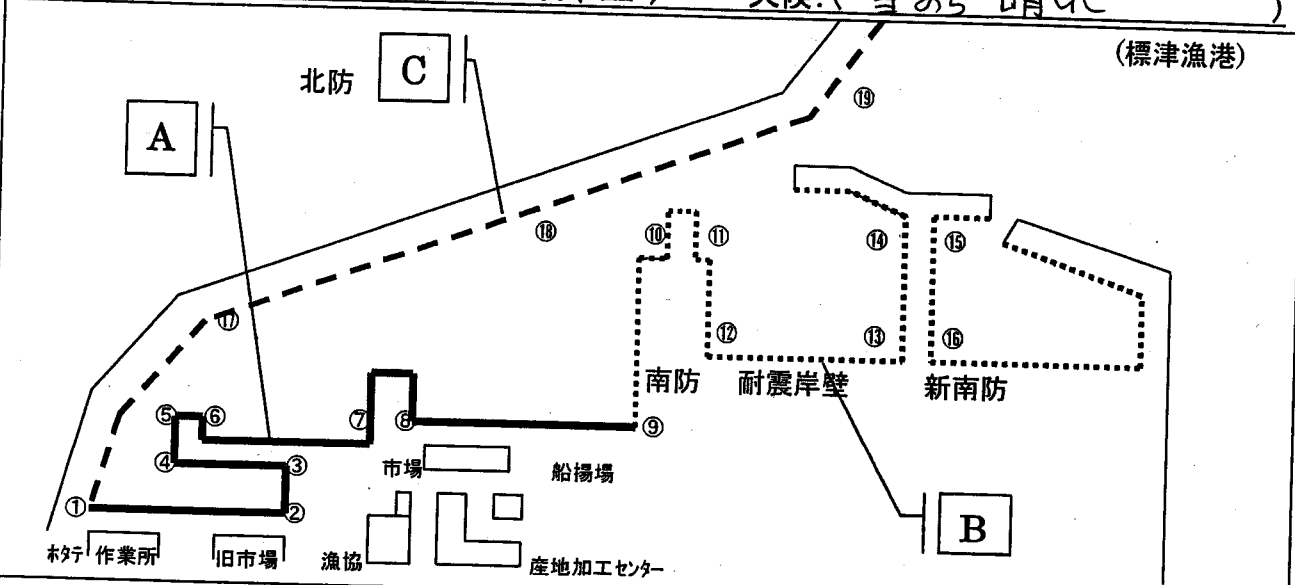 (標津漁港)
北防
C
⑲
A
⑱
⑩
⑪
⑭
⑮
⑰
⑫
⑬
⑯
南防
耐震岸壁
新南防
⑤
⑥
⑦
⑧
⑨
④
③
市場
船揚場
①
②
B
ホタテ
作業所
旧市場
漁協
産地加工センター